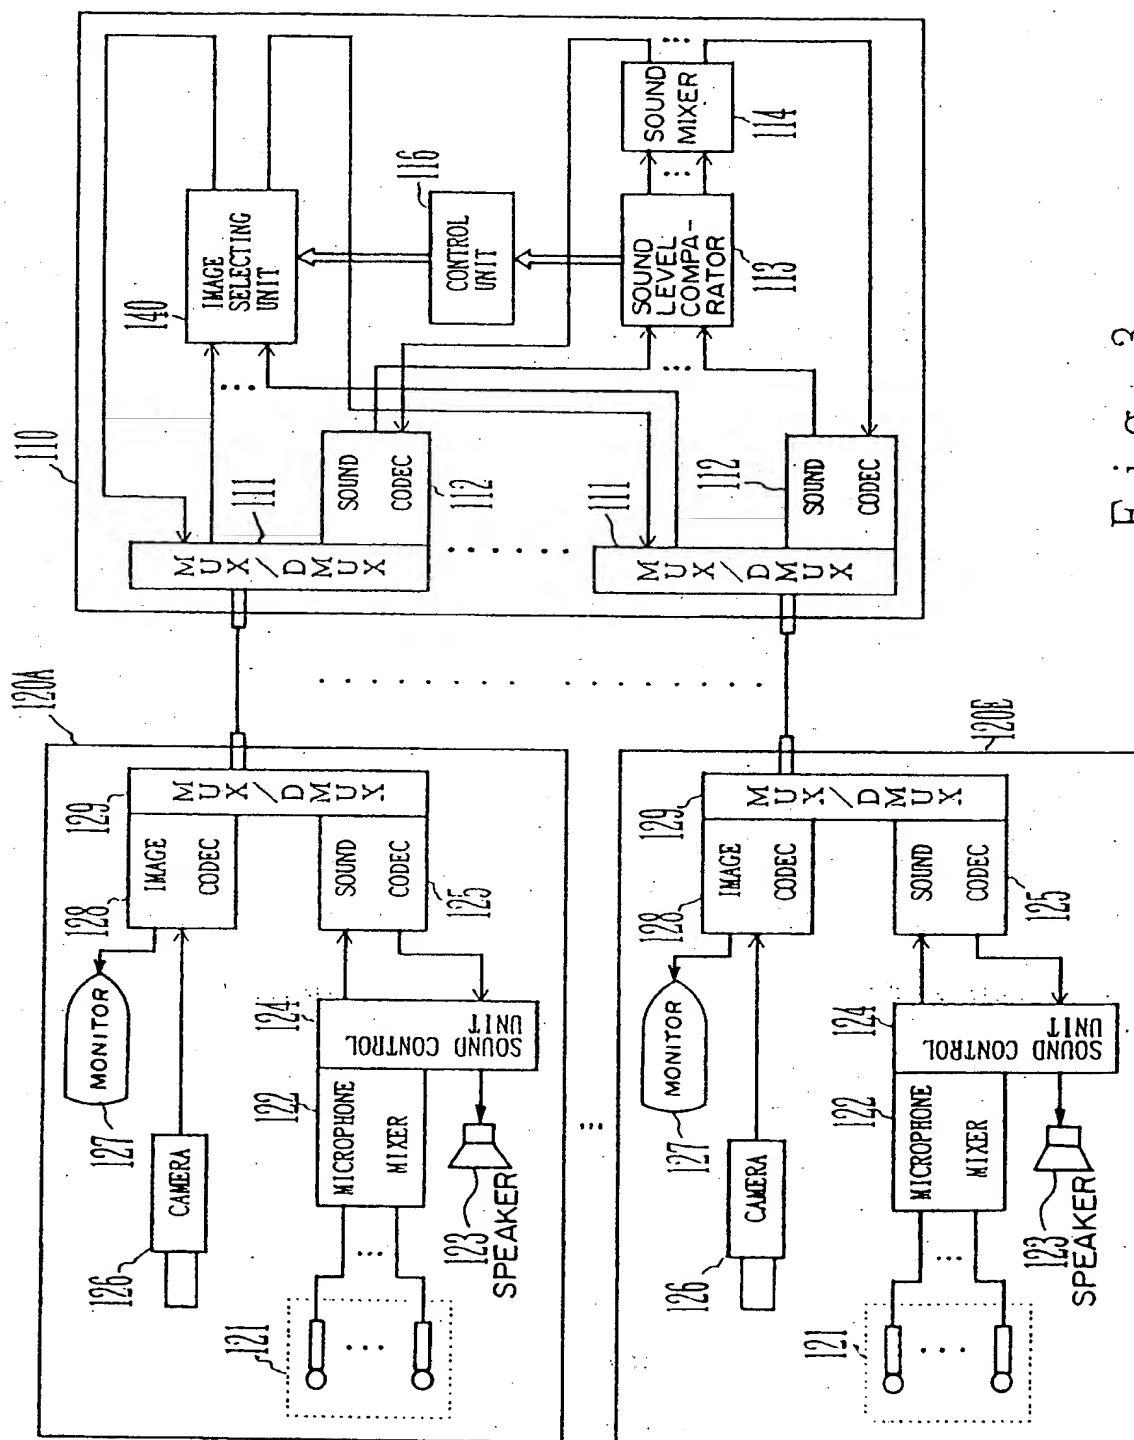 120A
110
127
MONITOR
128
129
126
CAMERA
IMAGE
CODEC
MUX/DMUX
121
122
124
MICROPHONE
MIXER
SOUND CONTROL
UNIT
SOUND
CODEC
125
123
SPEAKER
MUX/DMUX
111
SOUND
CODEC
112
140
IMAGE
SELECTING
UNIT
116
CONTROL
UNIT
SOUND
LEVEL
COMPA-
RATOR
113
SOUND
MIXER
114
127
MONITOR
128
129
126
CAMERA
IMAGE
CODEC
MUX/DMUX
121
122
124
MICROPHONE
MIXER
SOUND CONTROL
UNIT
SOUND
CODEC
125
123
SPEAKER
120E
111
MUX/DMUX
112
SOUND
CODEC
Fig.